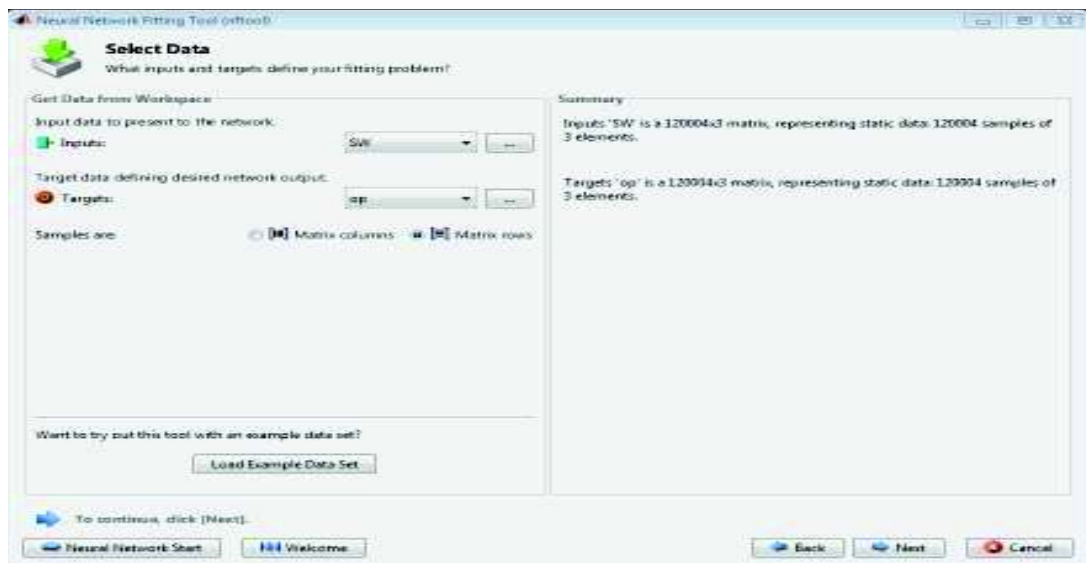 Neural Network Fitting Tool (nftool)
Select Data
What inputs and targets define your fitting problem?
Get Data from Workspace
Input data to present to the network.
Inputs: SW ...
Target data defining desired network output.
Targets: op ...
Samples are: Matrix columns Matrix rows
Want to try out this tool with an example data set?
Load Example Data Set
Summary
Inputs 'SW' is a 120004x3 matrix, representing static data: 120004 samples of
3 elements.
Targets 'op' is a 120004x3 matrix, representing static data: 120004 samples of
3 elements.
To continue, click [Next].
Neural Network Start Welcome Back Next Cancel